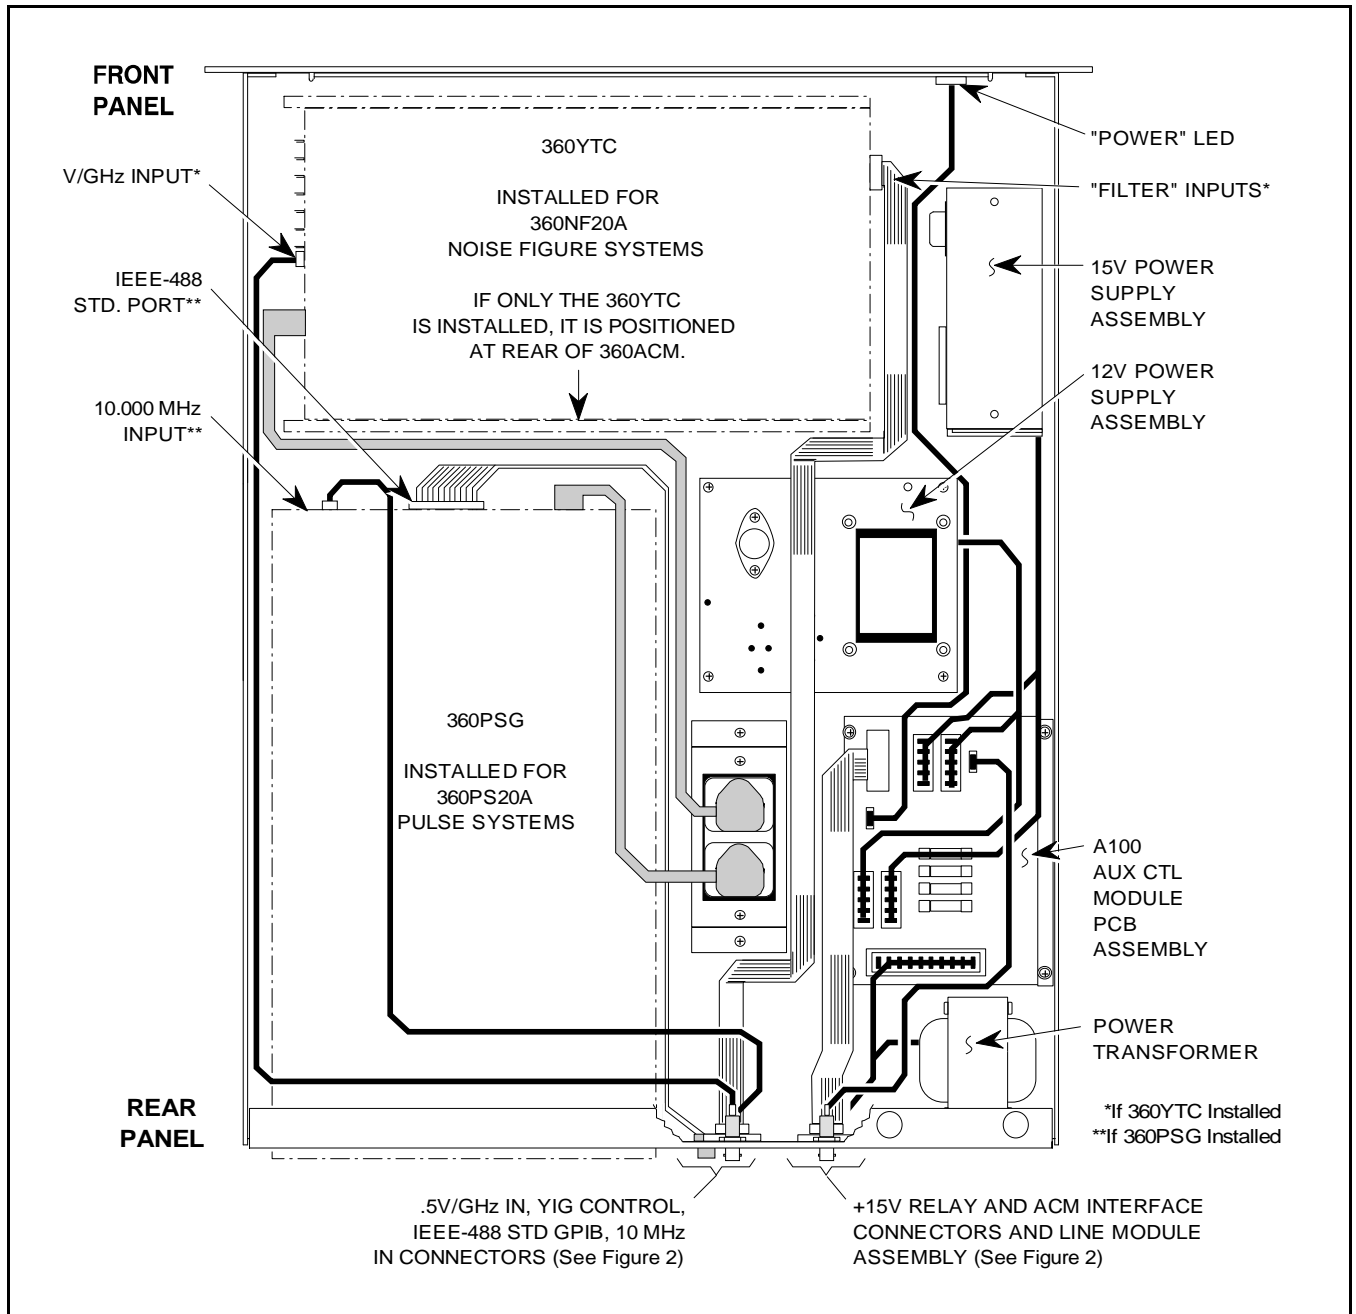 FRONT
PANEL
V/GHz INPUT*
IEEE-488
STD. PORT**
10.000 MHz
INPUT**
360YTC
INSTALLED FOR
360NF20A
NOISE FIGURE SYSTEMS
IF ONLY THE 360YTC
IS INSTALLED, IT IS POSITIONED
AT REAR OF 360ACM.
"POWER" LED
"FILTER" INPUTS*
15V POWER
SUPPLY
ASSEMBLY
12V POWER
SUPPLY
ASSEMBLY
360PSG
INSTALLED FOR
360PS20A
PULSE SYSTEMS
A100
AUX CTL
MODULE
PCB
ASSEMBLY
POWER
TRANSFORMER
REAR
PANEL
*If 360YTC Installed
**If 360PSG Installed
.5V/GHz IN, YIG CONTROL,
IEEE-488 STD GPIB, 10 MHz
IN CONNECTORS (See Figure 2)
+15V RELAY AND ACM INTERFACE
CONNECTORS AND LINE MODULE
ASSEMBLY (See Figure 2)